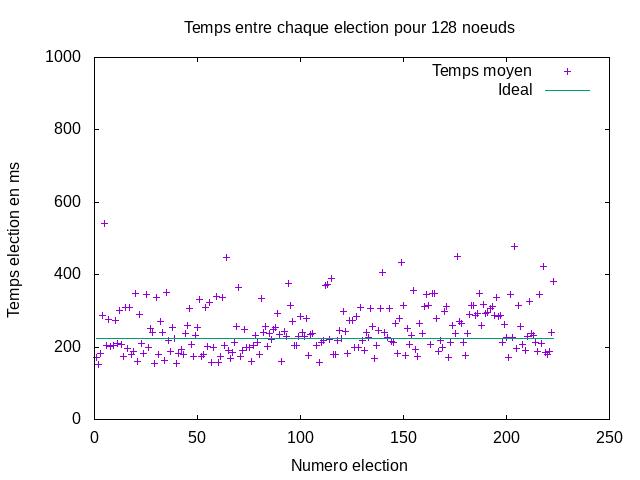 Temps entre chaque election pour 128 noeuds
Temps moyen
Ideal
Temps election en ms
1000
800
600
400
200
0
0 50 100 150 200 250
Numero election